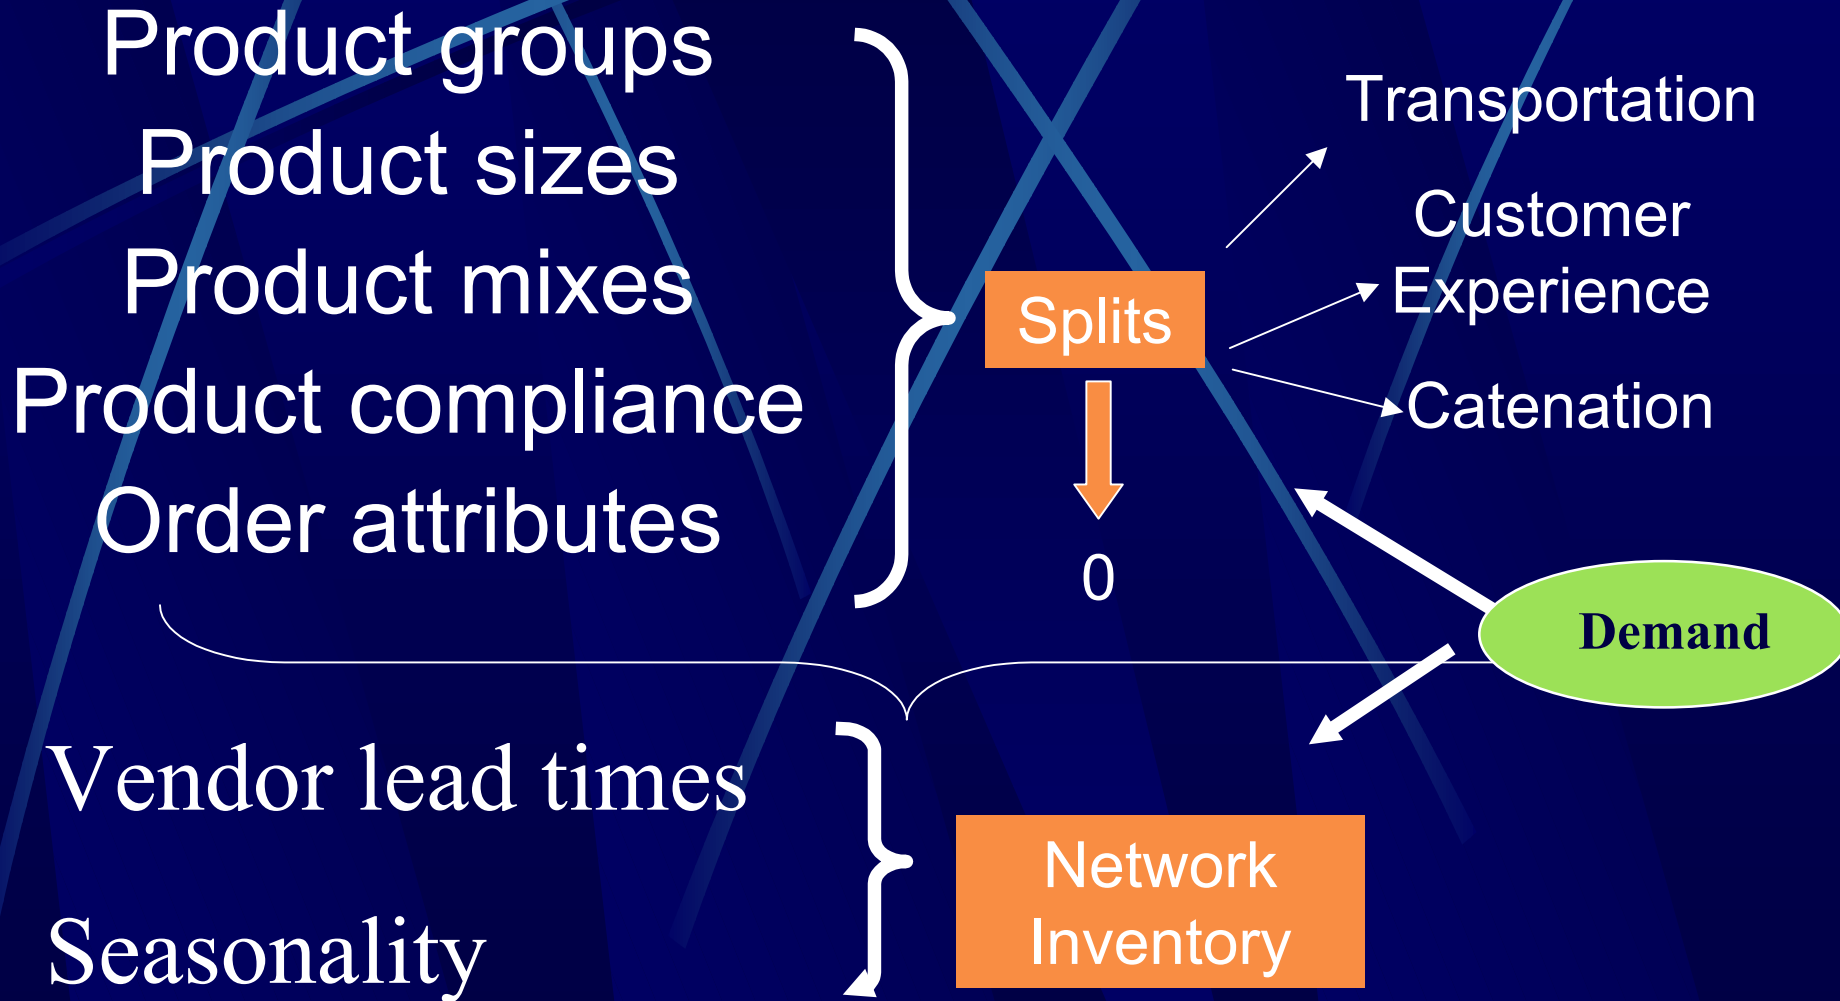 Product groups
Product sizes
Product mixes
Product compliance
Order attributes
Splits
0
Transportation
Customer
Experience
Catenation
Demand
Vendor lead times
Seasonality
Network
Inventory